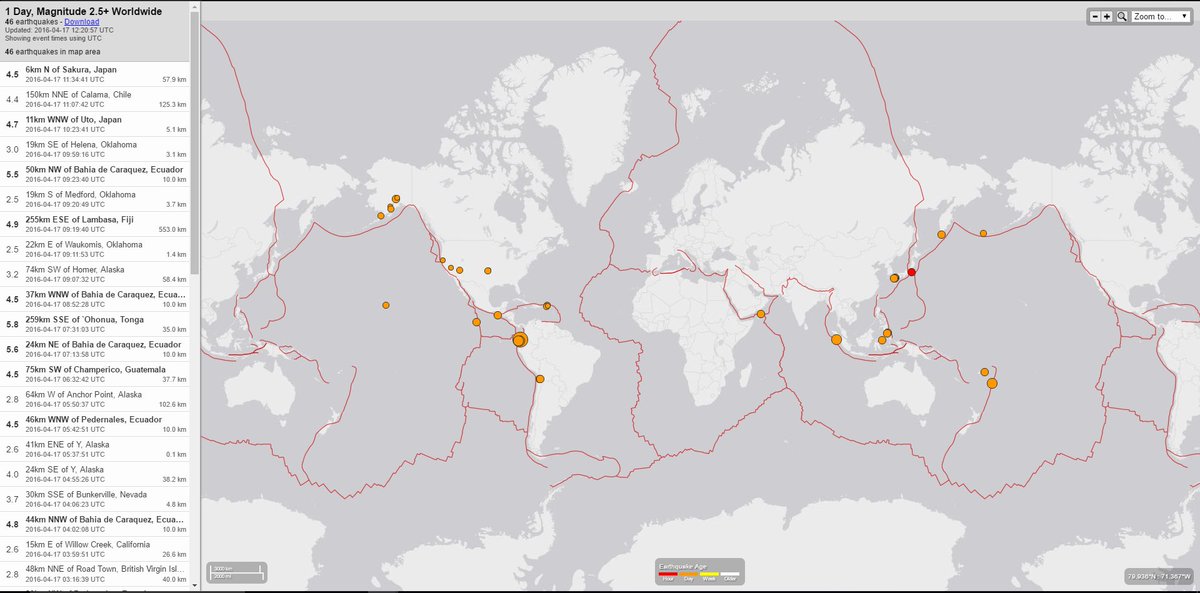 1 Day, Magnitude 2.5+ Worldwide
46 earthquakes - Download
Updated: 2016-04-17 12:20:57 UTC
Showing event times using UTC
46 earthquakes in map area
4.5 6km N of Sakura, Japan
2016-04-17 11:34:41 UTC 57.9 km
4.4 150km NNE of Calama, Chile
2016-04-17 11:07:42 UTC 125.3 km
4.7 11km WNW of Uto, Japan
2016-04-17 10:23:41 UTC 5.1 km
3.0 19km SE of Helena, Oklahoma
2016-04-17 09:59:16 UTC 3.1 km
5.5 50km NW of Bahia de Caraquez, Ecuador
2016-04-17 09:23:40 UTC 10.0 km
2.5 19km S of Medford, Oklahoma
2016-04-17 09:20:49 UTC 3.7 km
4.9 255km ESE of Lambasa, Fiji
2016-04-17 09:19:40 UTC 553.0 km
2.5 22km E of Waukomis, Oklahoma
2016-04-17 09:11:53 UTC 1.4 km
3.2 74km SW of Homer, Alaska
2016-04-17 09:07:32 UTC 58.4 km
4.5 37km WNW of Bahia de Caraquez, Ecua...
2016-04-17 08:52:28 UTC 10.0 km
5.8 259km SSE of `Ohonua, Tonga
2016-04-17 07:31:03 UTC 35.0 km
5.6 24km NE of Bahia de Caraquez, Ecuador
2016-04-17 07:13:58 UTC 10.0 km
4.5 75km SW of Champerico, Guatemala
2016-04-17 06:32:42 UTC 37.7 km
2.8 64km W of Anchor Point, Alaska
2016-04-17 05:50:37 UTC 102.6 km
4.5 46km WNW of Pedernales, Ecuador
2016-04-17 05:42:51 UTC 10.0 km
2.6 41km ENE of Y, Alaska
2016-04-17 05:37:51 UTC 0.1 km
4.0 24km SE of Y, Alaska
2016-04-17 04:55:26 UTC 38.2 km
3.7 30km SSE of Bunkerville, Nevada
2016-04-17 04:06:23 UTC 4.8 km
4.8 44km NNW of Bahia de Caraquez, Ecua...
2016-04-17 04:02:08 UTC 10.0 km
2.6 15km E of Willow Creek, California
2016-04-17 03:59:51 UTC 26.6 km
2.8 48km NNE of Road Town, British Virgin Isl...
2016-04-17 03:16:39 UTC 40.0 km
Zoom to...
3000 km
2000 mi
Earthquake Age
Hour Day Week Older
79.936°N : 71.367°W